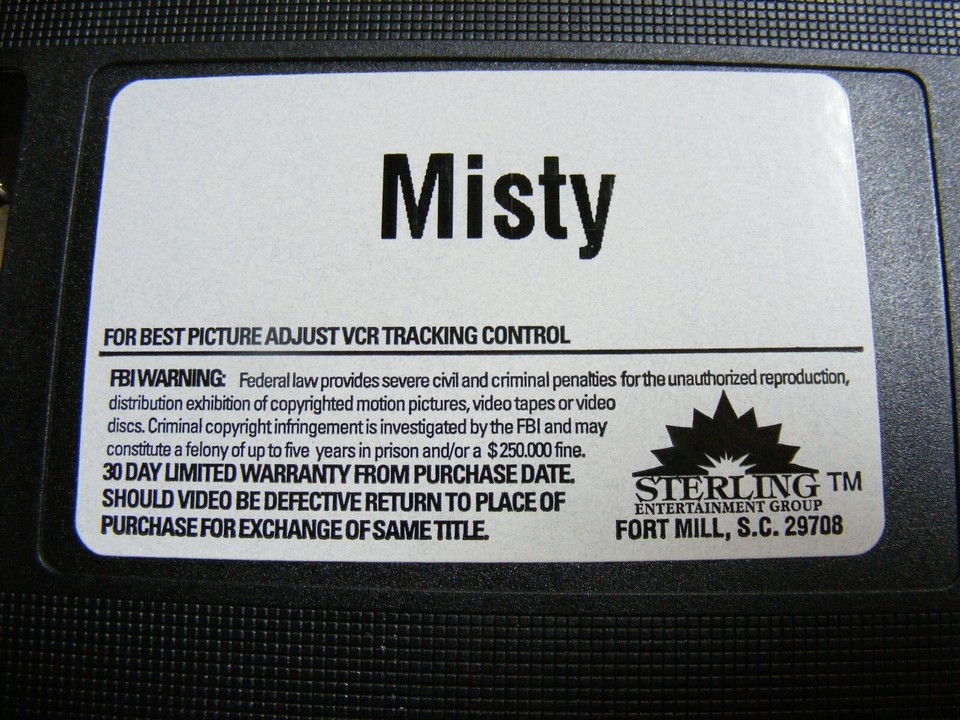 Misty
FOR BEST PICTURE ADJUST VCR TRACKING CONTROL
FBI WARNING: Federal law provides severe civil and criminal penalties for the unauthorized reproduction,
distribution exhibition of copyrighted motion pictures, video tapes or video
discs. Criminal copyright infringement is investigated by the FBI and may
constitute a felony of up to five years in prison and/or a $250.000 fine.
30 DAY LIMITED WARRANTY FROM PURCHASE DATE.
SHOULD VIDEO BE DEFECTIVE RETURN TO PLACE OF
PURCHASE FOR EXCHANGE OF SAME TITLE.
STERLING TM
ENTERTAINMENT GROUP
FORT MILL, S.C. 29708